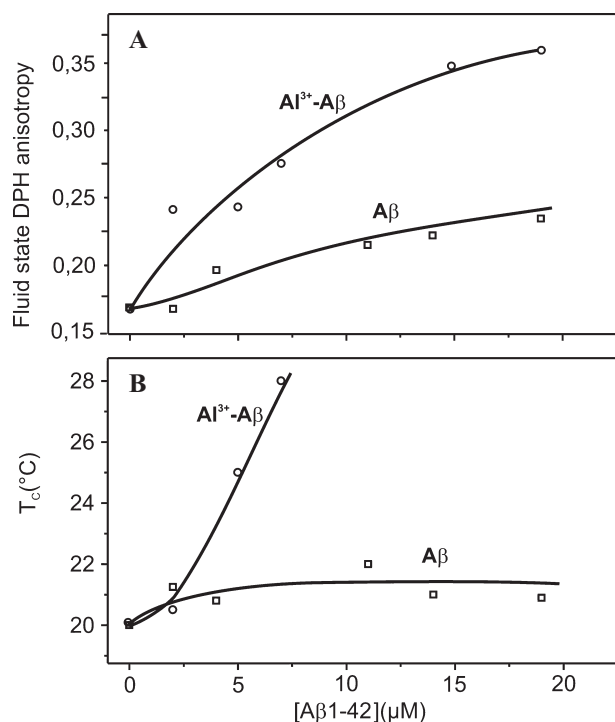 A
0,35
0,30
0,25
0,20
0,15
Fluid state DPH anisotropy
Al³⁺-Aβ
Aβ
B
28
26
24
22
20
T_C(°C)
Al³⁺-Aβ
Aβ
0 5 10 15 20
[Aβ1-42](μM)